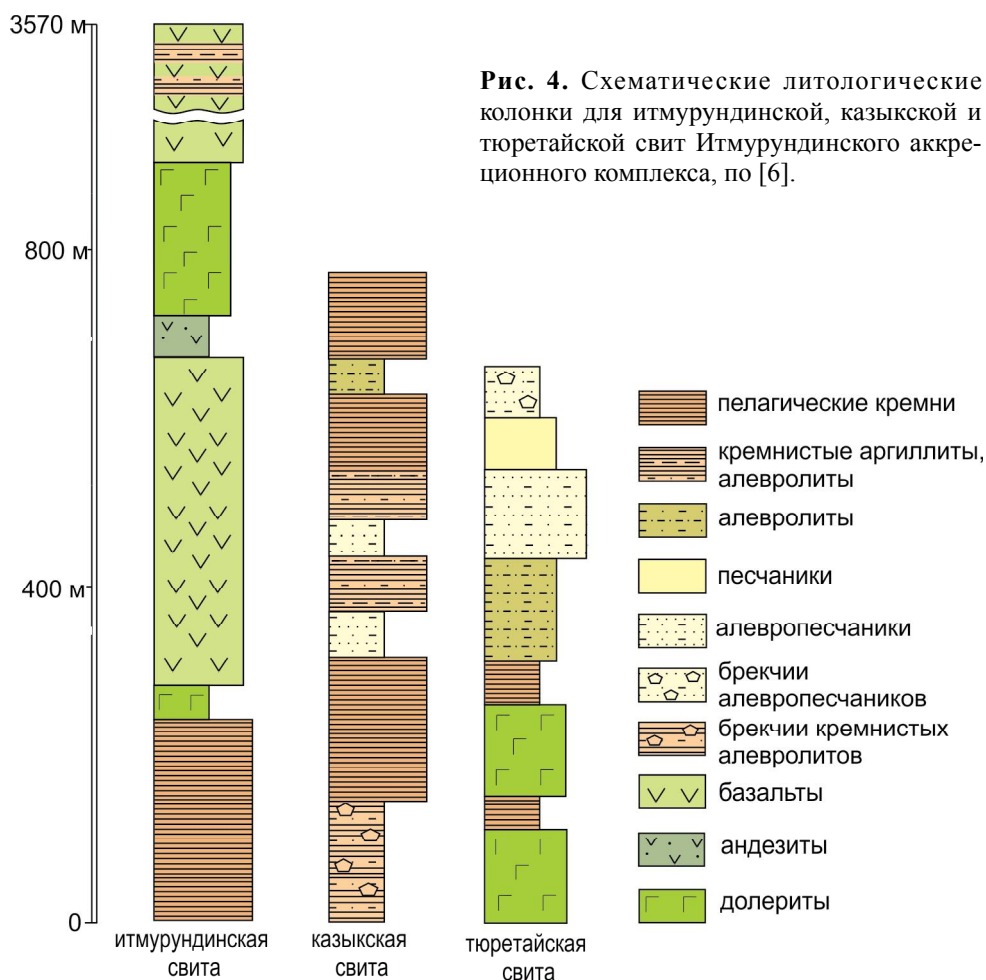 3570 м
800 м
400 м
0
Рис. 4. Схематические литологические
колонки для итмурундинской, казыкской и
тюретайской свит Итмурундинского аккре-
ционного комплекса, по [6].
пелагические кремни
кремнистые аргиллиты,
алевролиты
алевролиты
песчаники
алевропесчаники
брекчии
алевропесчаников
брекчии кремнистых
алевролитов
базальты
андезиты
долериты
итмурундинская
свита
казыкская
свита
тюретайская
свита